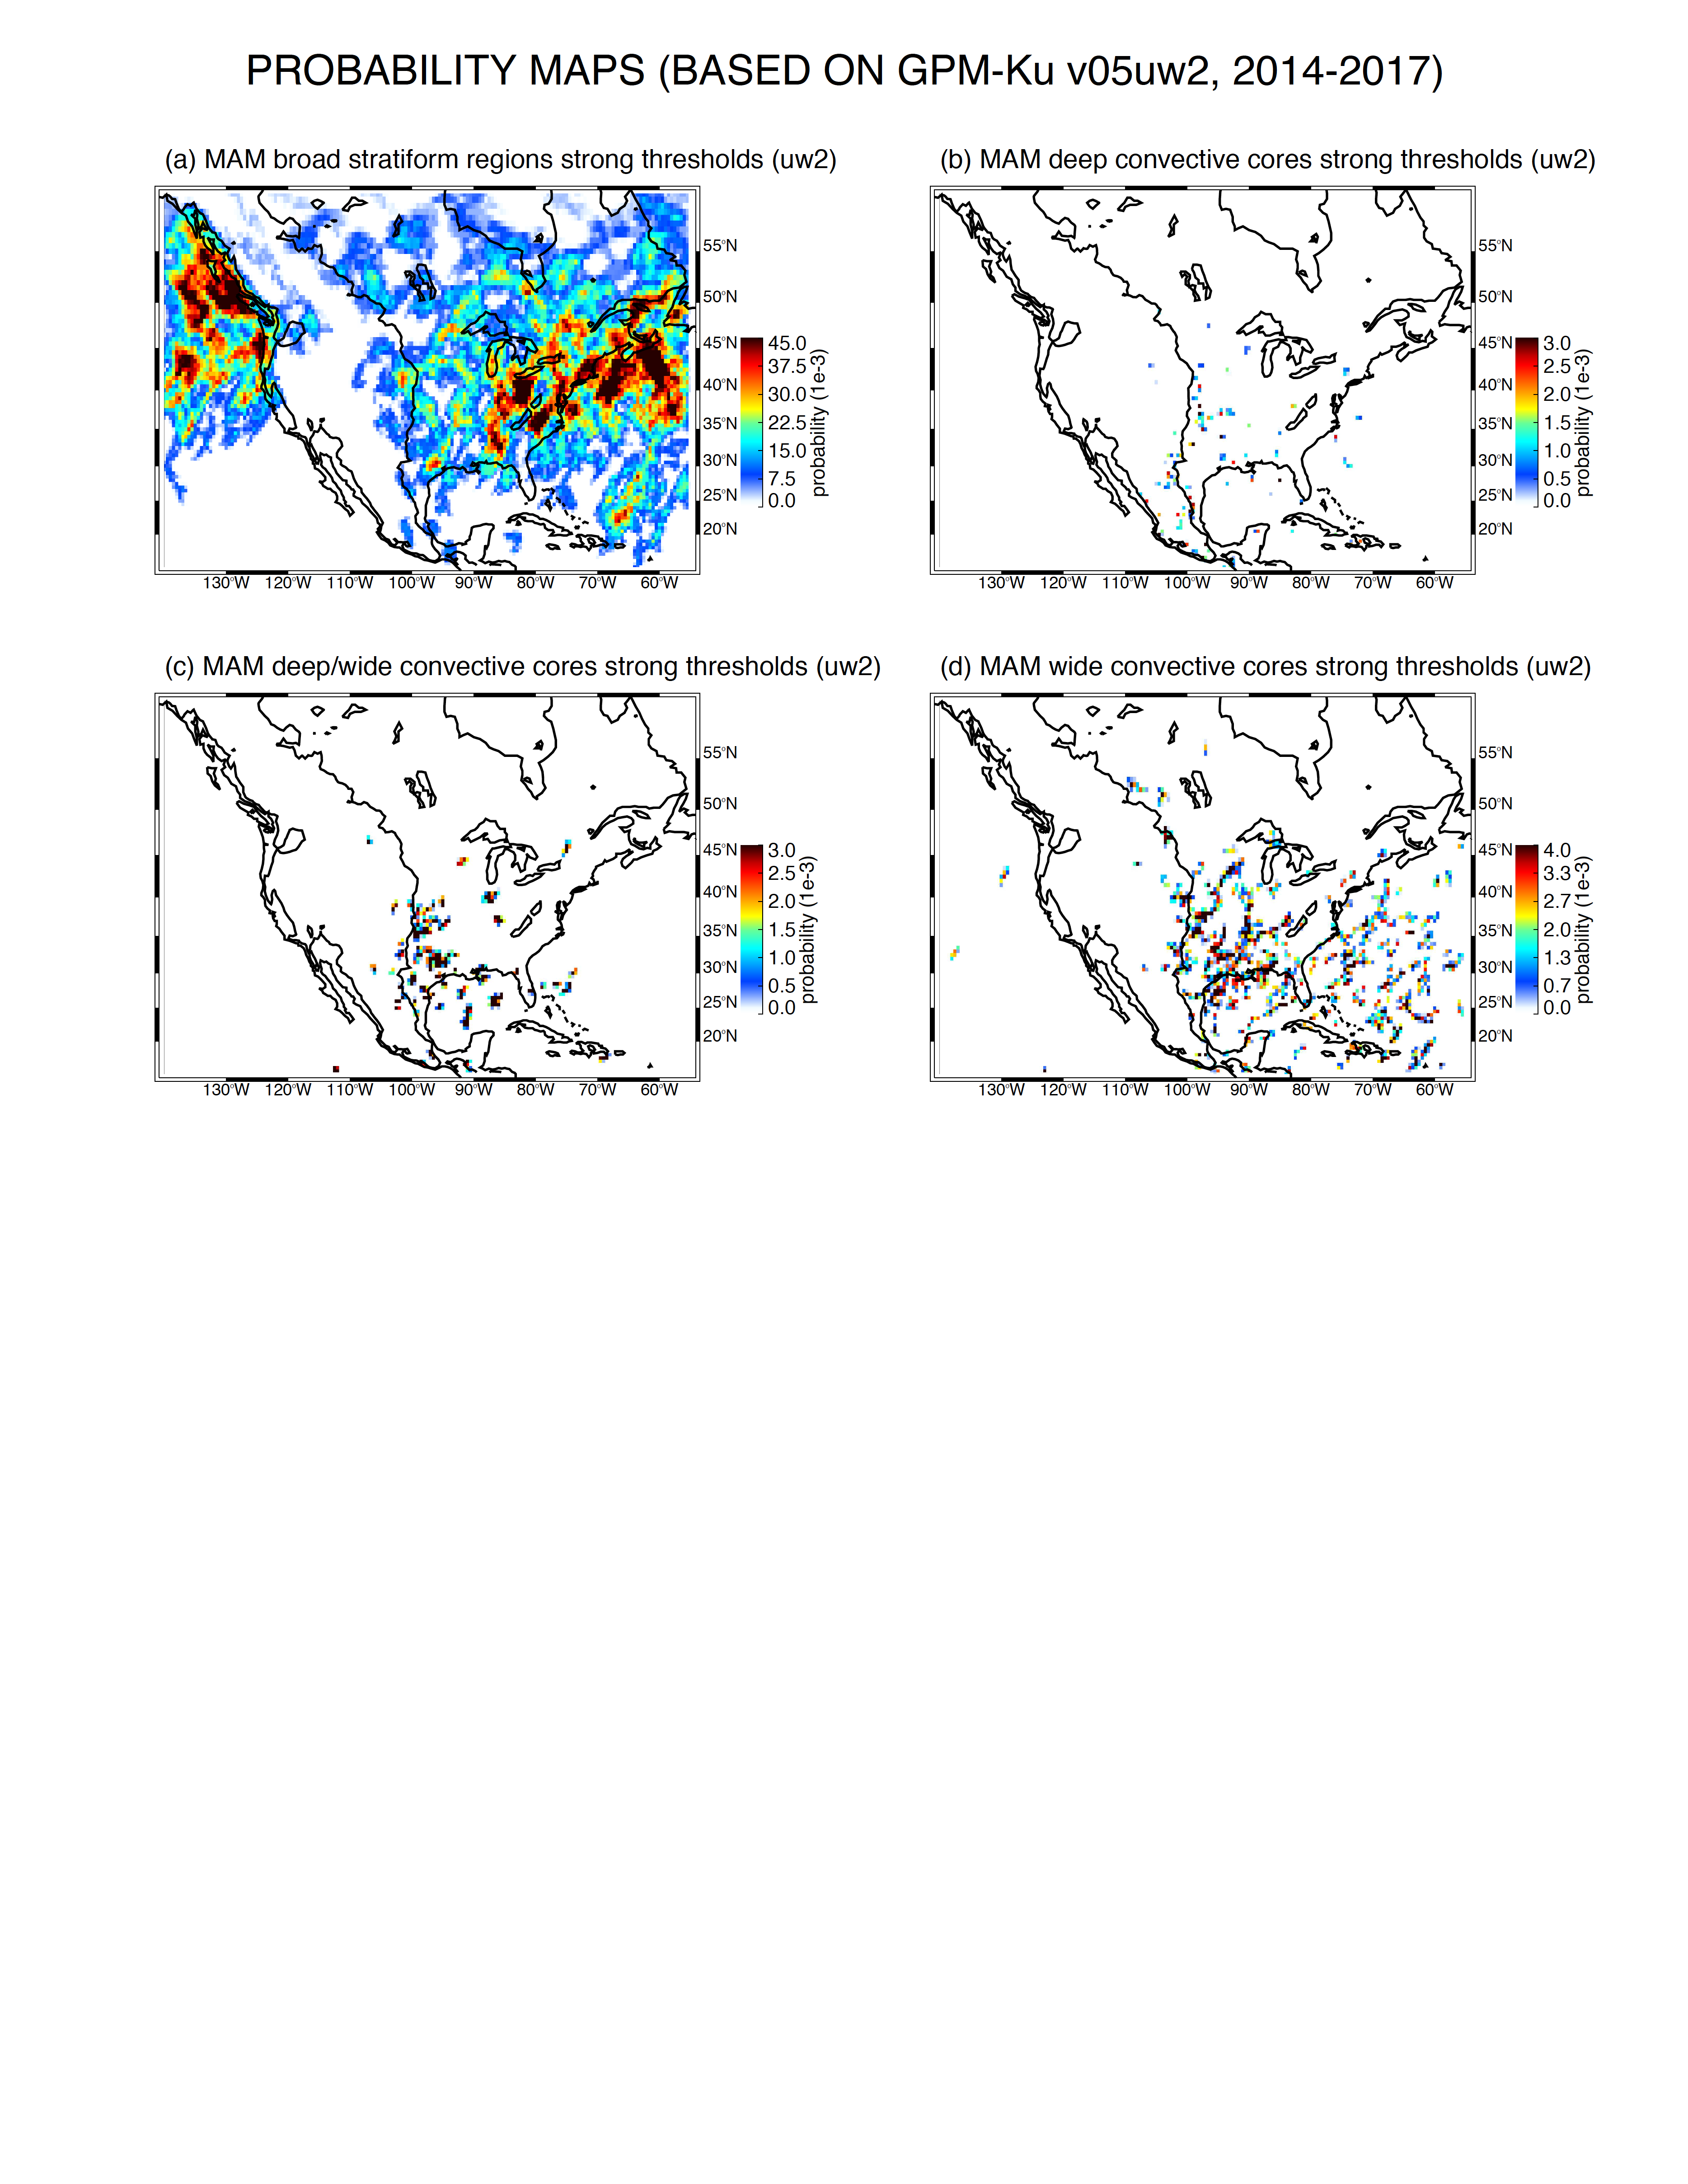 PROBABILITY MAPS (BASED ON GPM-Ku v05uw2, 2014-2017)
(a) MAM broad stratiform regions strong thresholds (uw2)
55°N
50°N
45°N
40°N
35°N
30°N
25°N
20°N
130°W 120°W 110°W 100°W 90°W 80°W 70°W 60°W
45.0
37.5
30.0
22.5
15.0
7.5
0.0
probability (1e-3)
(b) MAM deep convective cores strong thresholds (uw2)
55°N
50°N
45°N
40°N
35°N
30°N
25°N
20°N
130°W 120°W 110°W 100°W 90°W 80°W 70°W 60°W
3.0
2.5
2.0
1.5
1.0
0.5
0.0
probability (1e-3)
(c) MAM deep/wide convective cores strong thresholds (uw2)
55°N
50°N
45°N
40°N
35°N
30°N
25°N
20°N
130°W 120°W 110°W 100°W 90°W 80°W 70°W 60°W
3.0
2.5
2.0
1.5
1.0
0.5
0.0
probability (1e-3)
(d) MAM wide convective cores strong thresholds (uw2)
55°N
50°N
45°N
40°N
35°N
30°N
25°N
20°N
130°W 120°W 110°W 100°W 90°W 80°W 70°W 60°W
4.0
3.3
2.7
2.0
1.3
0.7
0.0
probability (1e-3)